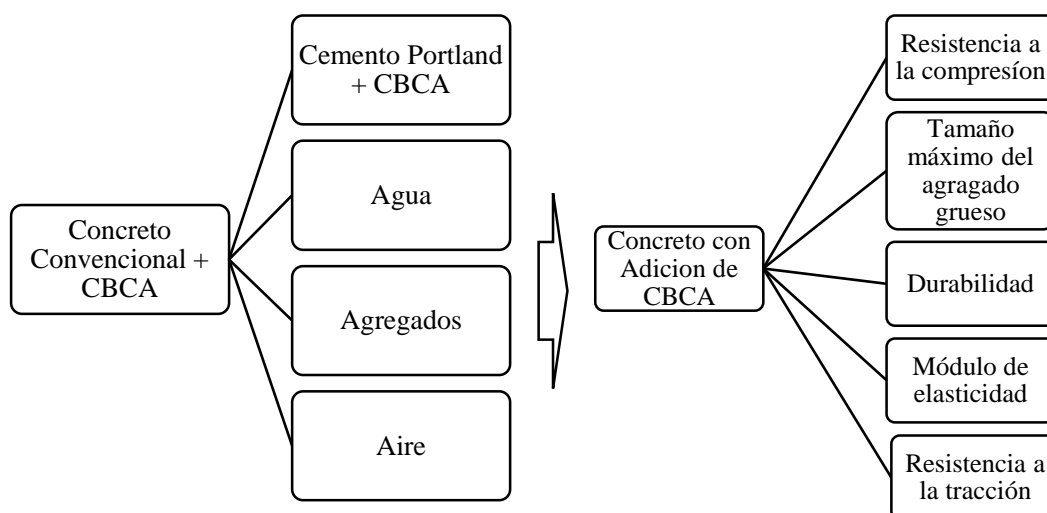 Concreto
Convencional +
CBCA
Cemento Portland
+ CBCA
Agua
Agregados
Aire
Concreto con
Adicion de
CBCA
Resistencia a
la compresíon
Tamaño
máximo del
agragado
grueso
Durabilidad
Módulo de
elasticidad
Resistencia a
la tracción